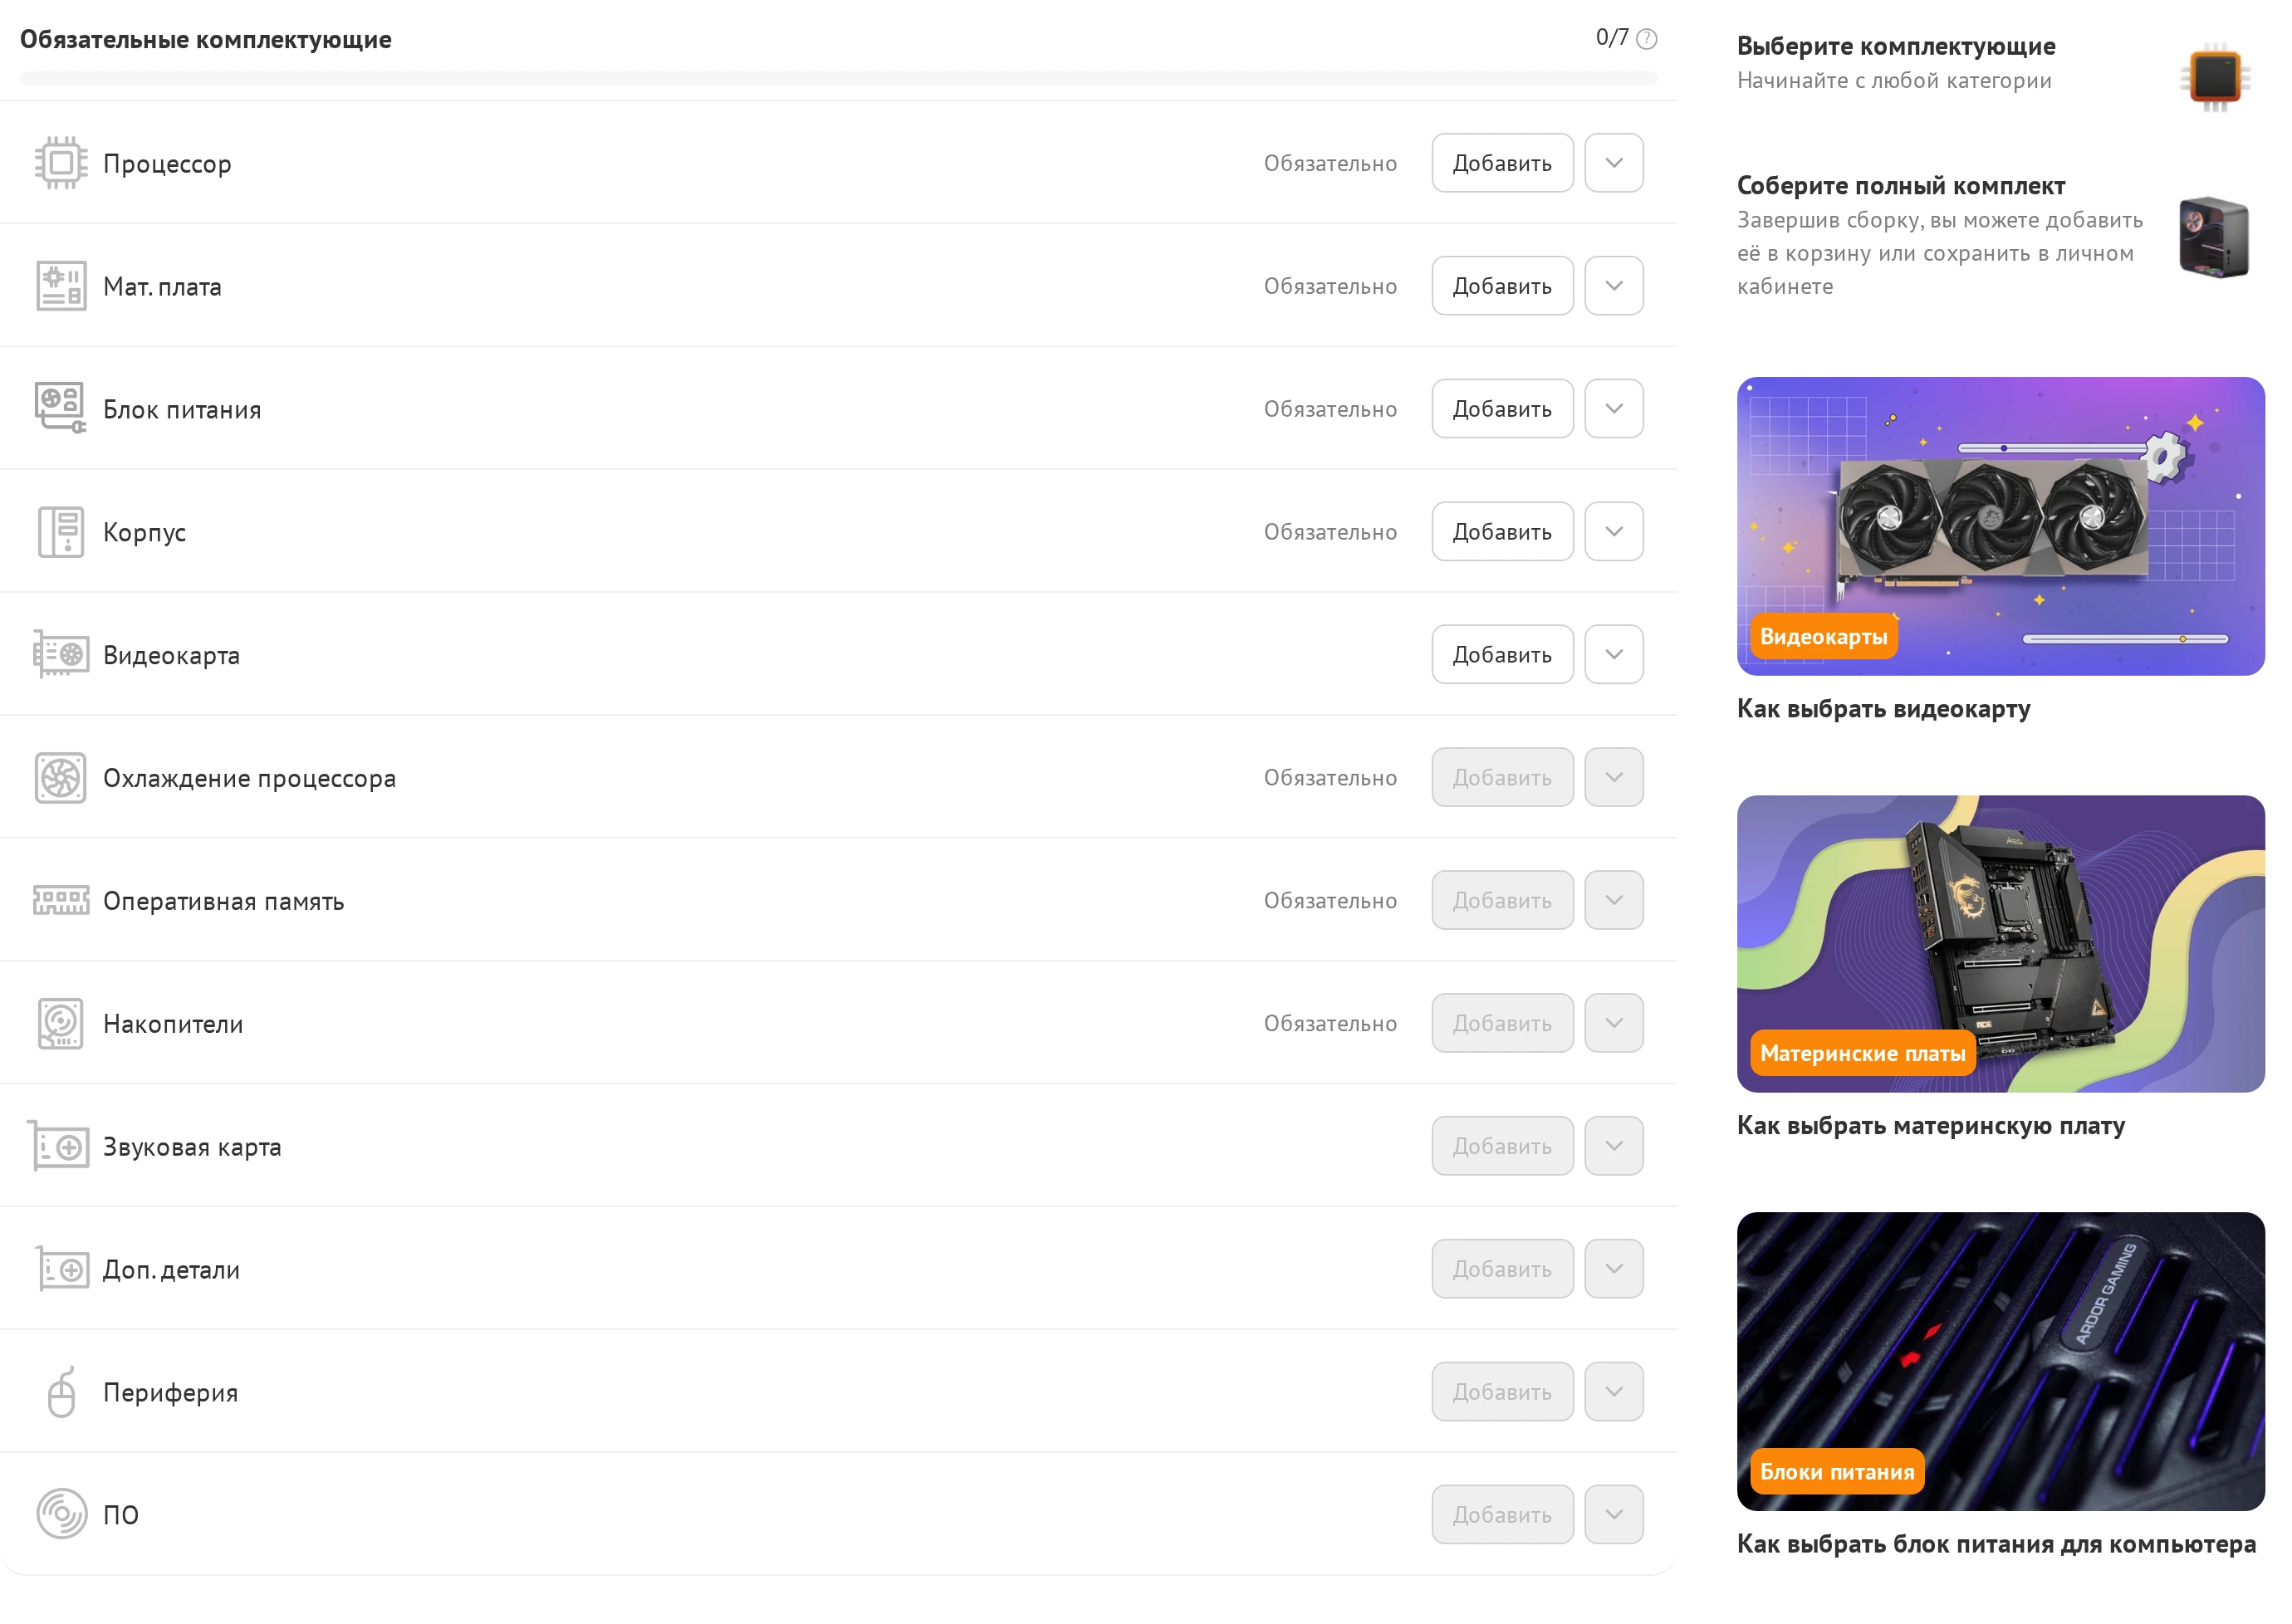 Обязательные комплектующие
0/7 ?
Процессор
Обязательно
Добавить
Мат. плата
Обязательно
Добавить
Блок питания
Обязательно
Добавить
Корпус
Обязательно
Добавить
Видеокарта
Добавить
Охлаждение процессора
Обязательно
Добавить
Оперативная память
Обязательно
Добавить
Накопители
Обязательно
Добавить
Звуковая карта
Добавить
Доп. детали
Добавить
Периферия
Добавить
ПО
Добавить
Выберите комплектующие
Начинайте с любой категории
Соберите полный комплект
Завершив сборку, вы можете добавить
её в корзину или сохранить в личном
кабинете
Видеокарты
Как выбрать видеокарту
Материнские платы
Как выбрать материнскую плату
ARDOR GAMING
Блоки питания
Как выбрать блок питания для компьютера